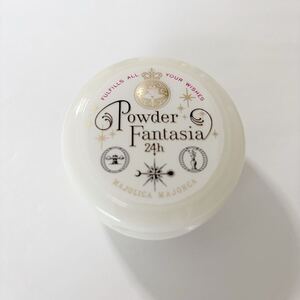 FULFILLS ALL YOUR WISHES
Powder
Fantasia
24h
MAJOLICA MAJORCA